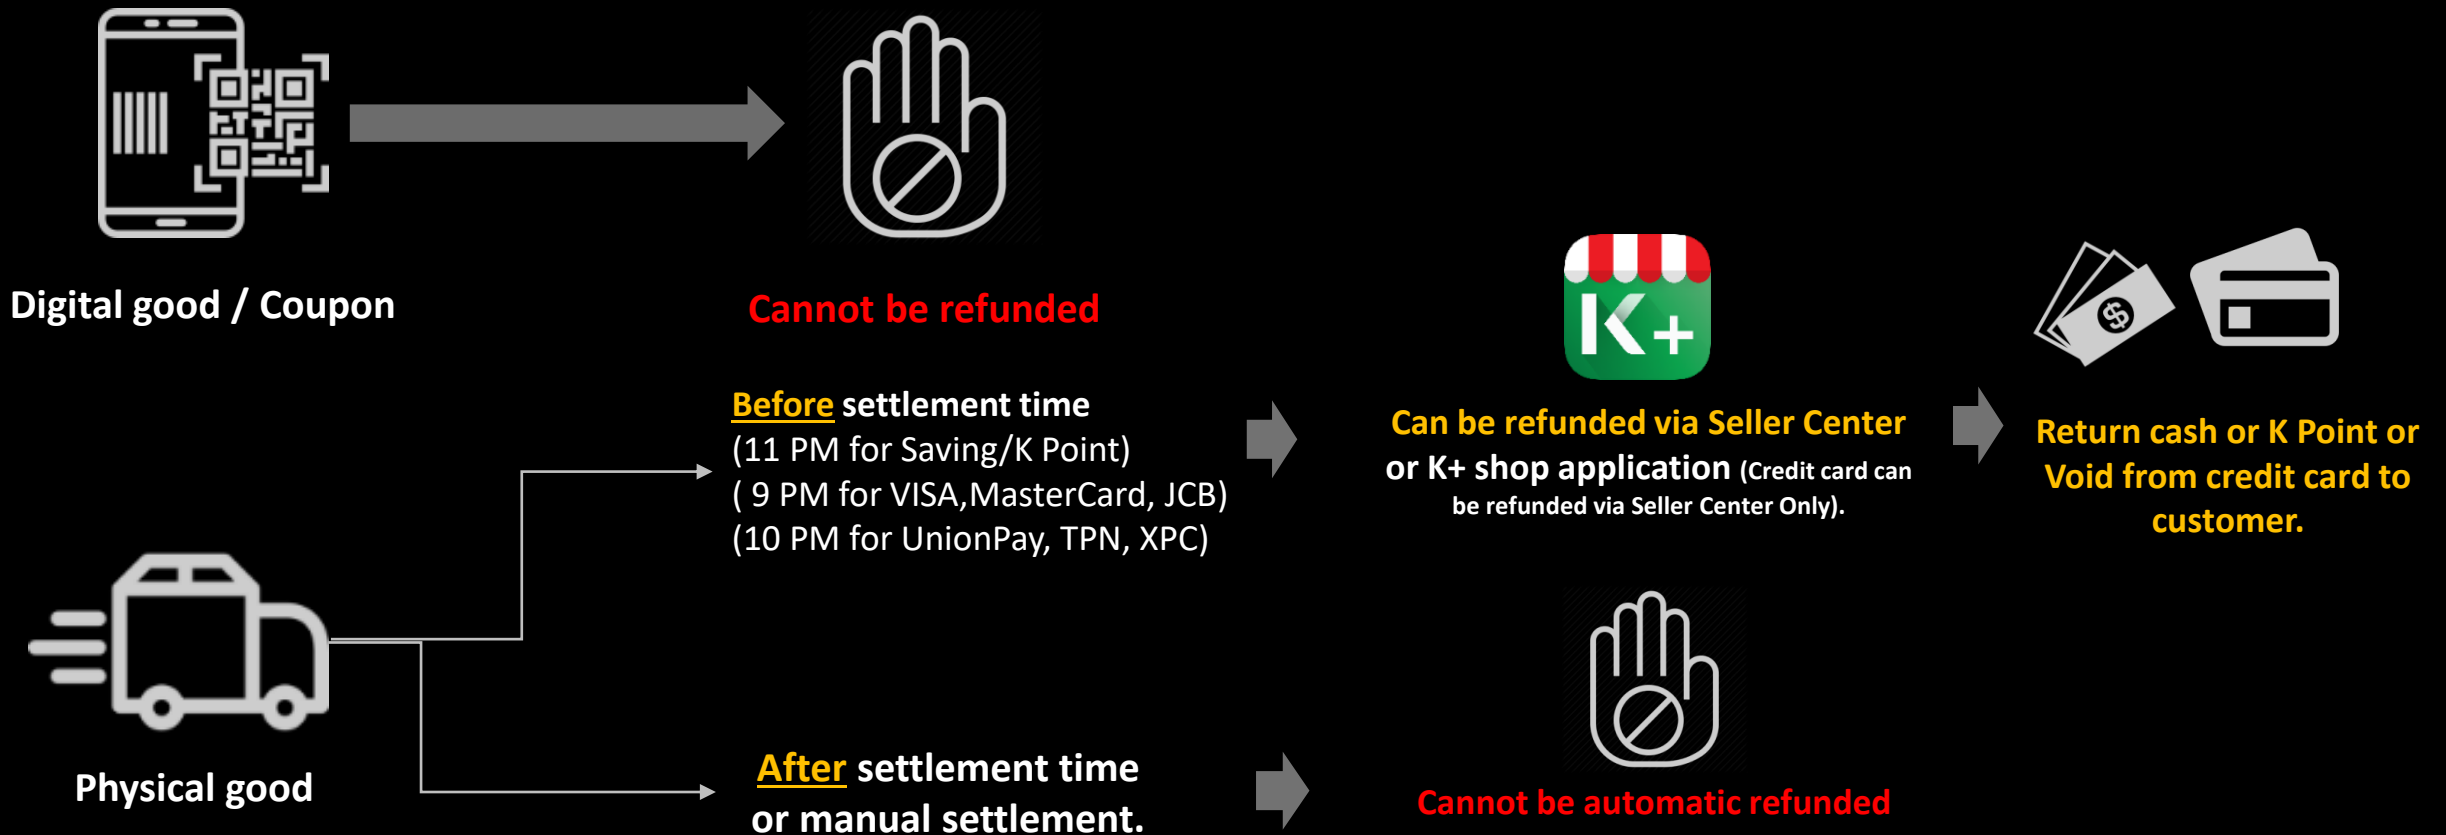 Digital good / Coupon
Cannot be refunded
K+
Before settlement time
(11 PM for Saving/K Point)
( 9 PM for VISA,MasterCard, JCB)
(10 PM for UnionPay, TPN, XPC)
Can be refunded via Seller Center
or K+ shop application (Credit card can
be refunded via Seller Center Only).
$
Return cash or K Point or
Void from credit card to
customer.
Physical good
After settlement time
or manual settlement.
Cannot be automatic refunded